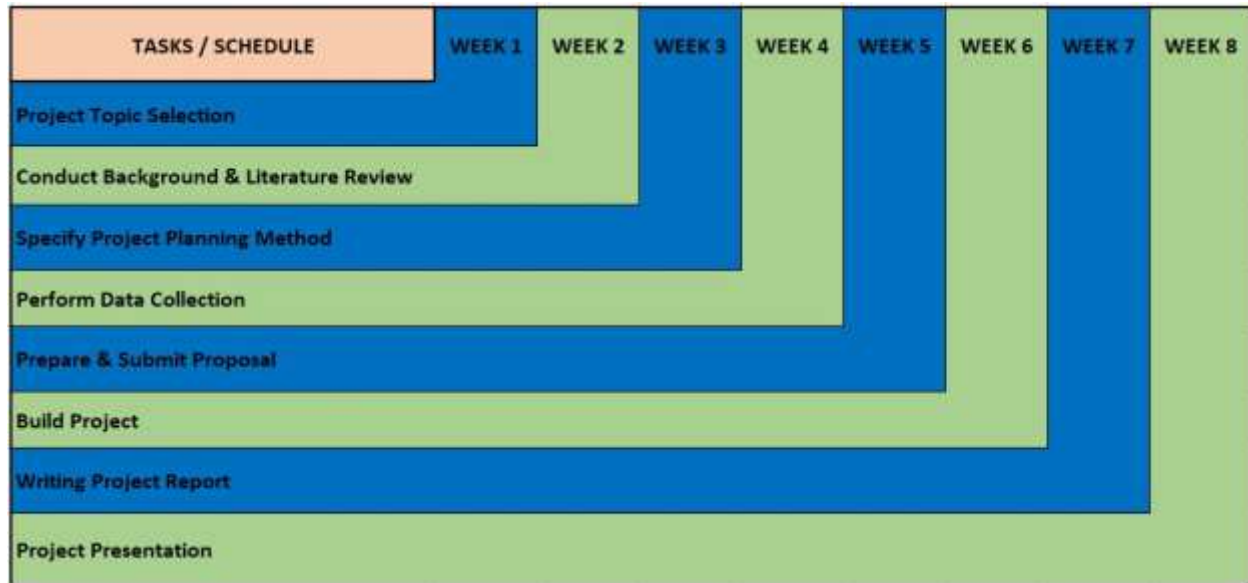 TASKS / SCHEDULE WEEK 1 WEEK 2 WEEK 3 WEEK 4 WEEK 5 WEEK 6 WEEK 7 WEEK 8
Project Topic Selection
Conduct Background & Literature Review
Specify Project Planning Method
Perform Data Collection
Prepare & Submit Proposal
Build Project
Writing Project Report
Project Presentation